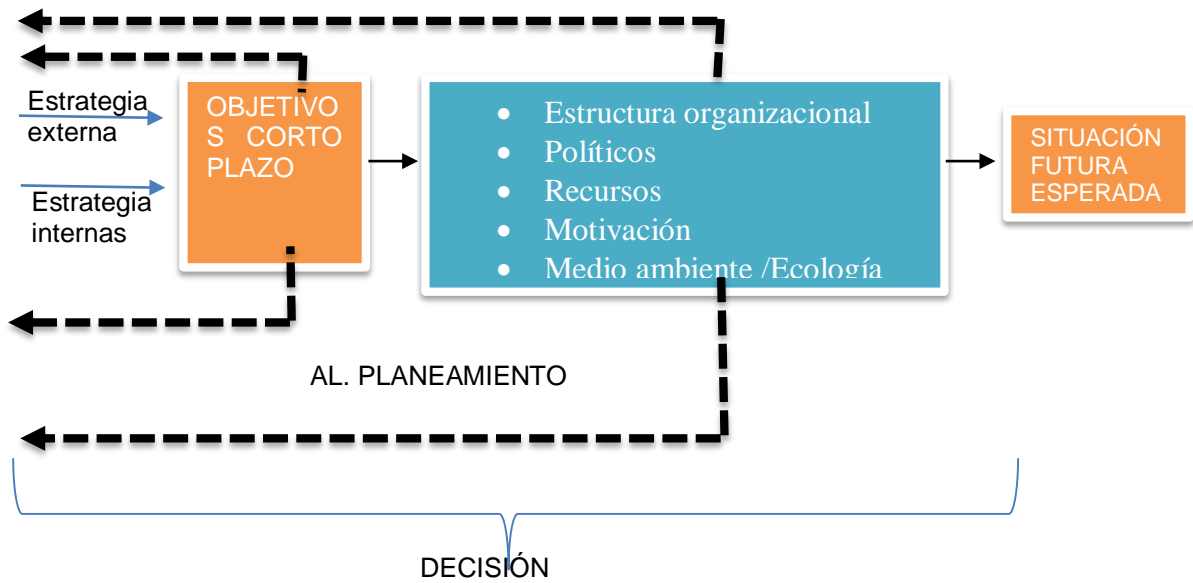 Estrategia
externa
Estrategia
internas
OBJETIVO
S CORTO
PLAZO
• Estructura organizacional
• Políticos
• Recursos
• Motivación
• Medio ambiente /Ecología
SITUACIÓN
FUTURA
ESPERADA
AL. PLANEAMIENTO
DECISIÓN